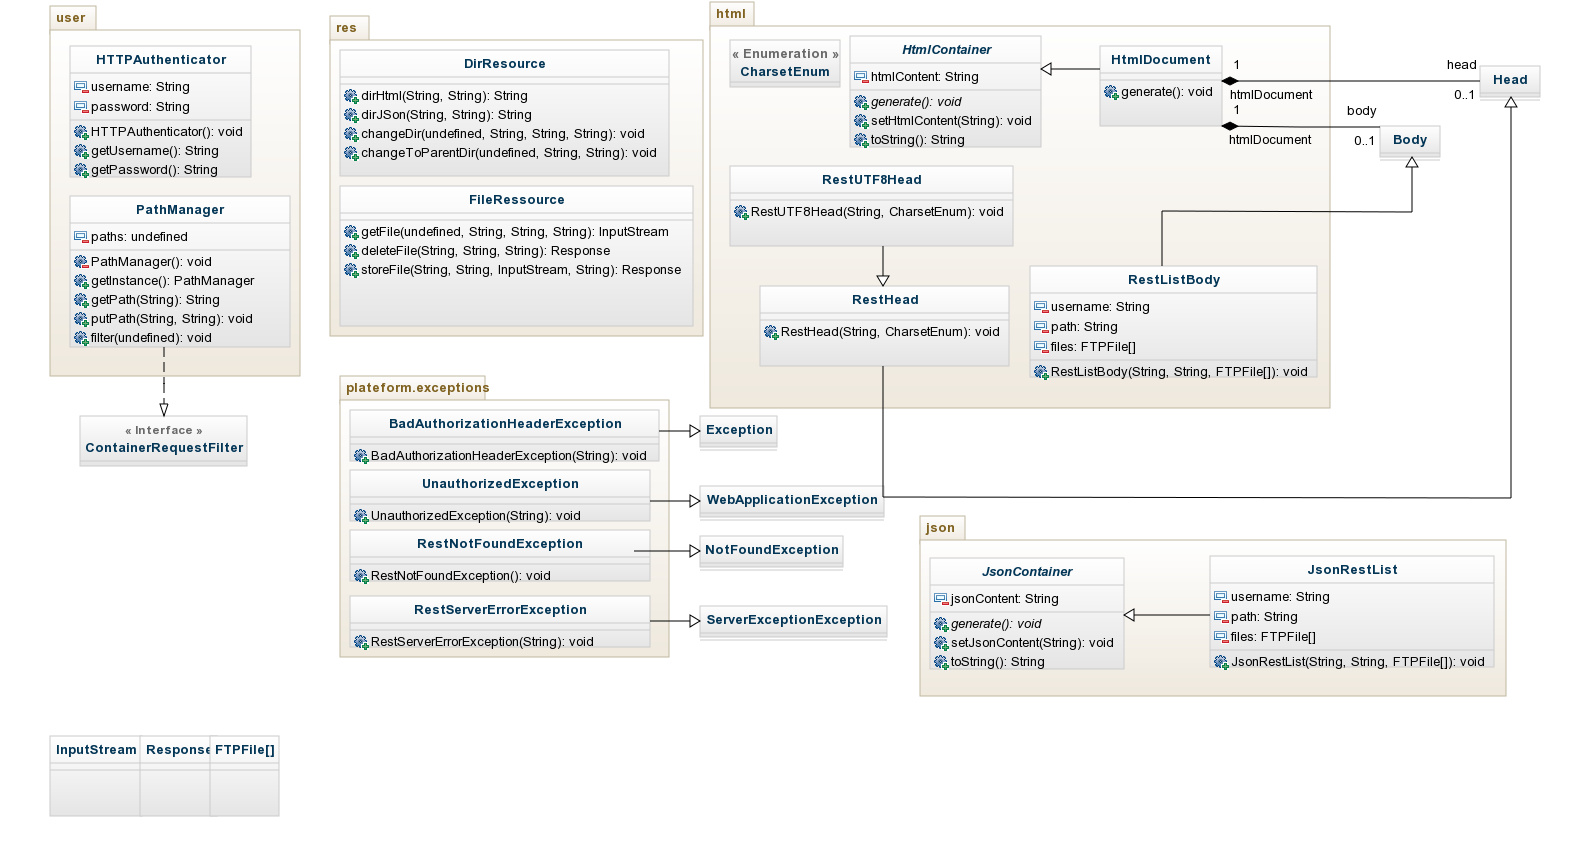 user
HTTPAuthenticator
username: String
password: String
HTTPAuthenticator(): void
getUsername(): String
getPassword(): String
PathManager
paths: undefined
PathManager(): void
getInstance(): PathManager
getPath(String): String
putPath(String, String): void
filter(undefined): void
« Interface »
ContainerRequestFilter
res
DirResource
dirHtml(String, String): String
dirJSon(String, String): String
changeDir(undefined, String, String, String): void
changeToParentDir(undefined, String, String): void
FileRessource
getFile(undefined, String, String, String): InputStream
deleteFile(String, String, String): Response
storeFile(String, String, InputStream, String): Response
plateform.exceptions
BadAuthorizationHeaderException
BadAuthorizationHeaderException(String): void
UnauthorizedException
UnauthorizedException(String): void
RestNotFoundException
RestNotFoundException(): void
RestServerErrorException
RestServerErrorException(String): void
Exception
WebApplicationException
NotFoundException
ServerExceptionException
html
« Enumeration »
CharsetEnum
HtmlContainer
htmlContent: String
generate(): void
setHtmlContent(String): void
toString(): String
HtmlDocument
generate(): void
1
head
htmlDocument
0..1
1
body
htmlDocument
0..1
Head
Body
RestUTF8Head
RestUTF8Head(String, CharsetEnum): void
RestHead
RestHead(String, CharsetEnum): void
RestListBody
username: String
path: String
files: FTPFile[]
RestListBody(String, String, FTPFile[]): void
json
JsonContainer
jsonContent: String
generate(): void
setJsonContent(String): void
toString(): String
JsonRestList
username: String
path: String
files: FTPFile[]
JsonRestList(String, String, FTPFile[]): void
InputStream
Response
FTPFile[]